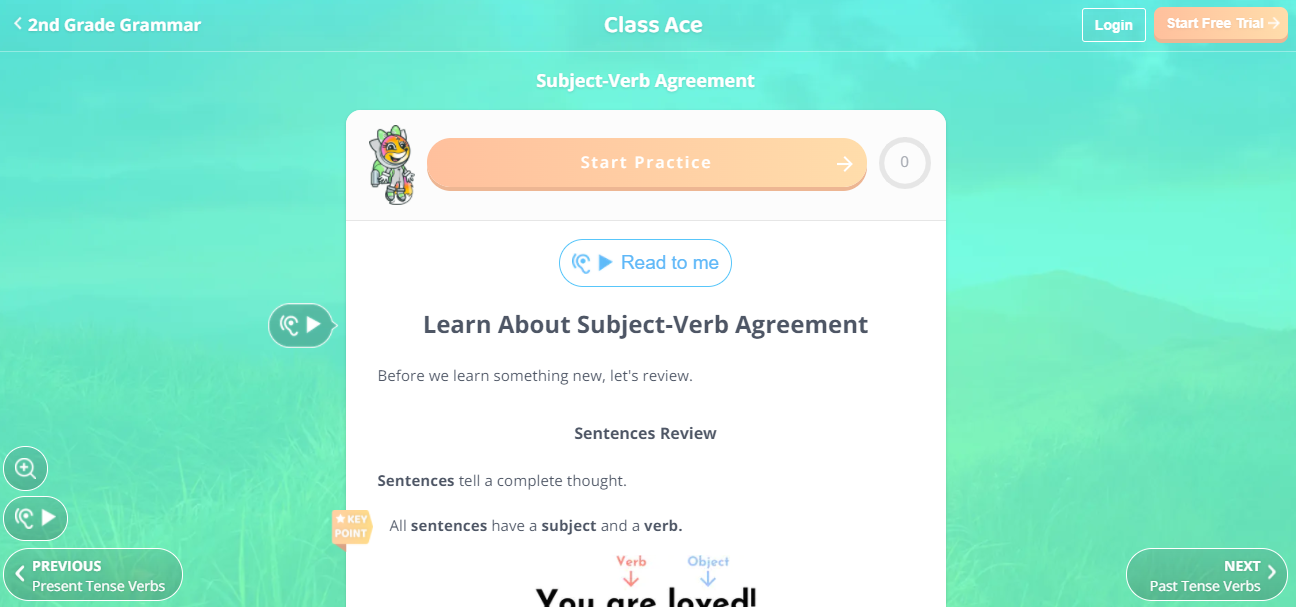 2nd Grade Grammar
Class Ace
Login
Start Free Trial
Subject-Verb Agreement
Start Practice
0
Read to me
Learn About Subject-Verb Agreement
Before we learn something new, let's review.
Sentences Review
Sentences tell a complete thought.
KEY
POINT
All sentences have a subject and a verb.
Verb Object
You are loved!
PREVIOUS
Present Tense Verbs
NEXT
Past Tense Verbs